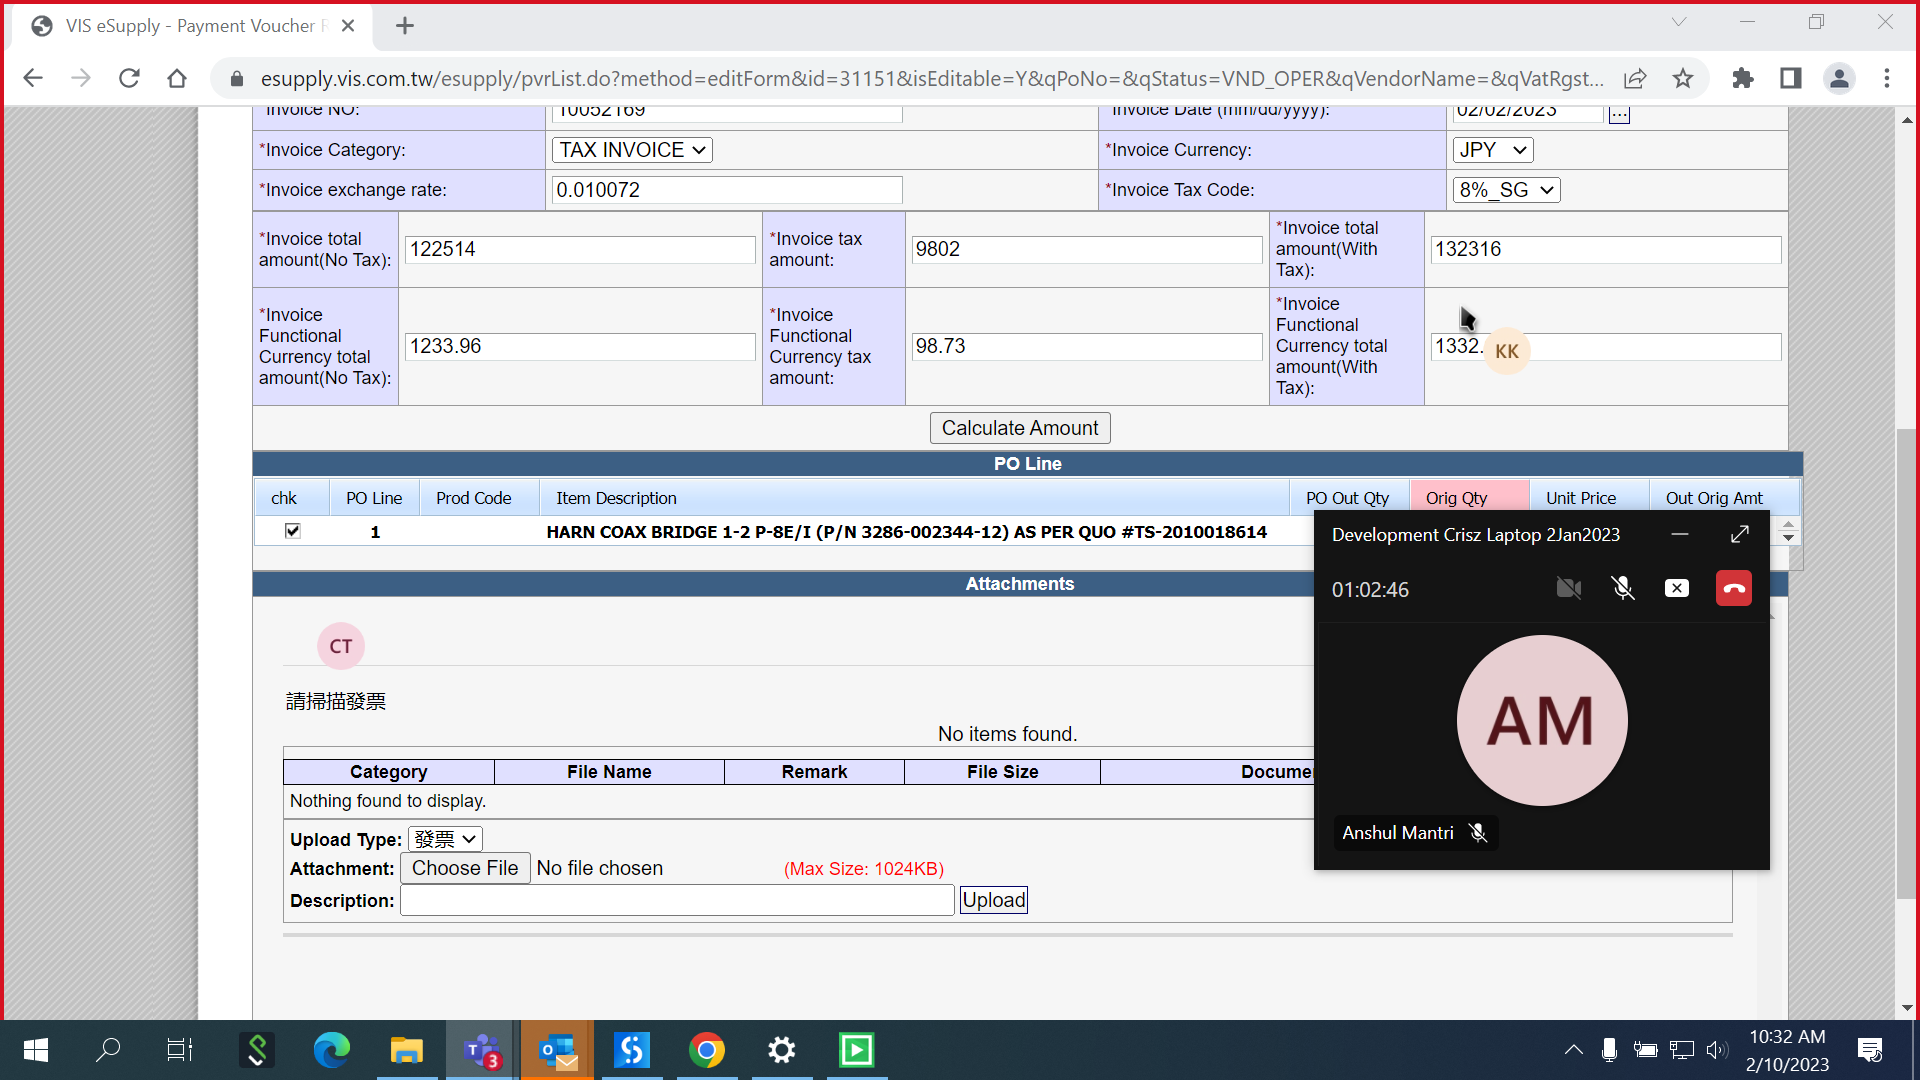 VIS eSupply - Payment Voucher R
esupply.vis.com.tw/esupply/pvrList.do?method=editForm&id=31151&isEditable=Y&qPoNo=&qStatus=VND_OPER&qVendorName=&qVatRgst...
Invoice NO: 10052169 Invoice Date (mm/dd/yyyy): 02/02/2023 ...
*Invoice Category: TAX INVOICE *Invoice Currency: JPY
*Invoice exchange rate: 0.010072 *Invoice Tax Code: 8%_SG
*Invoice total amount(No Tax): 122514 *Invoice tax amount: 9802 *Invoice total amount(With Tax): 132316
*Invoice Functional Currency total amount(No Tax): 1233.96 *Invoice Functional Currency tax amount: 98.73 *Invoice Functional Currency total amount(With Tax): 1332.
KK
Calculate Amount
PO Line
chk PO Line Prod Code Item Description PO Out Qty Orig Qty Unit Price Out Orig Amt
1 HARN COAX BRIDGE 1-2 P-8E/I (P/N 3286-002344-12) AS PER QUO #TS-2010018614
Attachments
CT
請掃描發票
No items found.
Category File Name Remark File Size Documen
Nothing found to display.
Upload Type: 發票
Attachment: Choose File No file chosen (Max Size: 1024KB)
Description: Upload
Development Crisz Laptop 2Jan2023
01:02:46
AM
Anshul Mantri
3
10:32 AM
2/10/2023